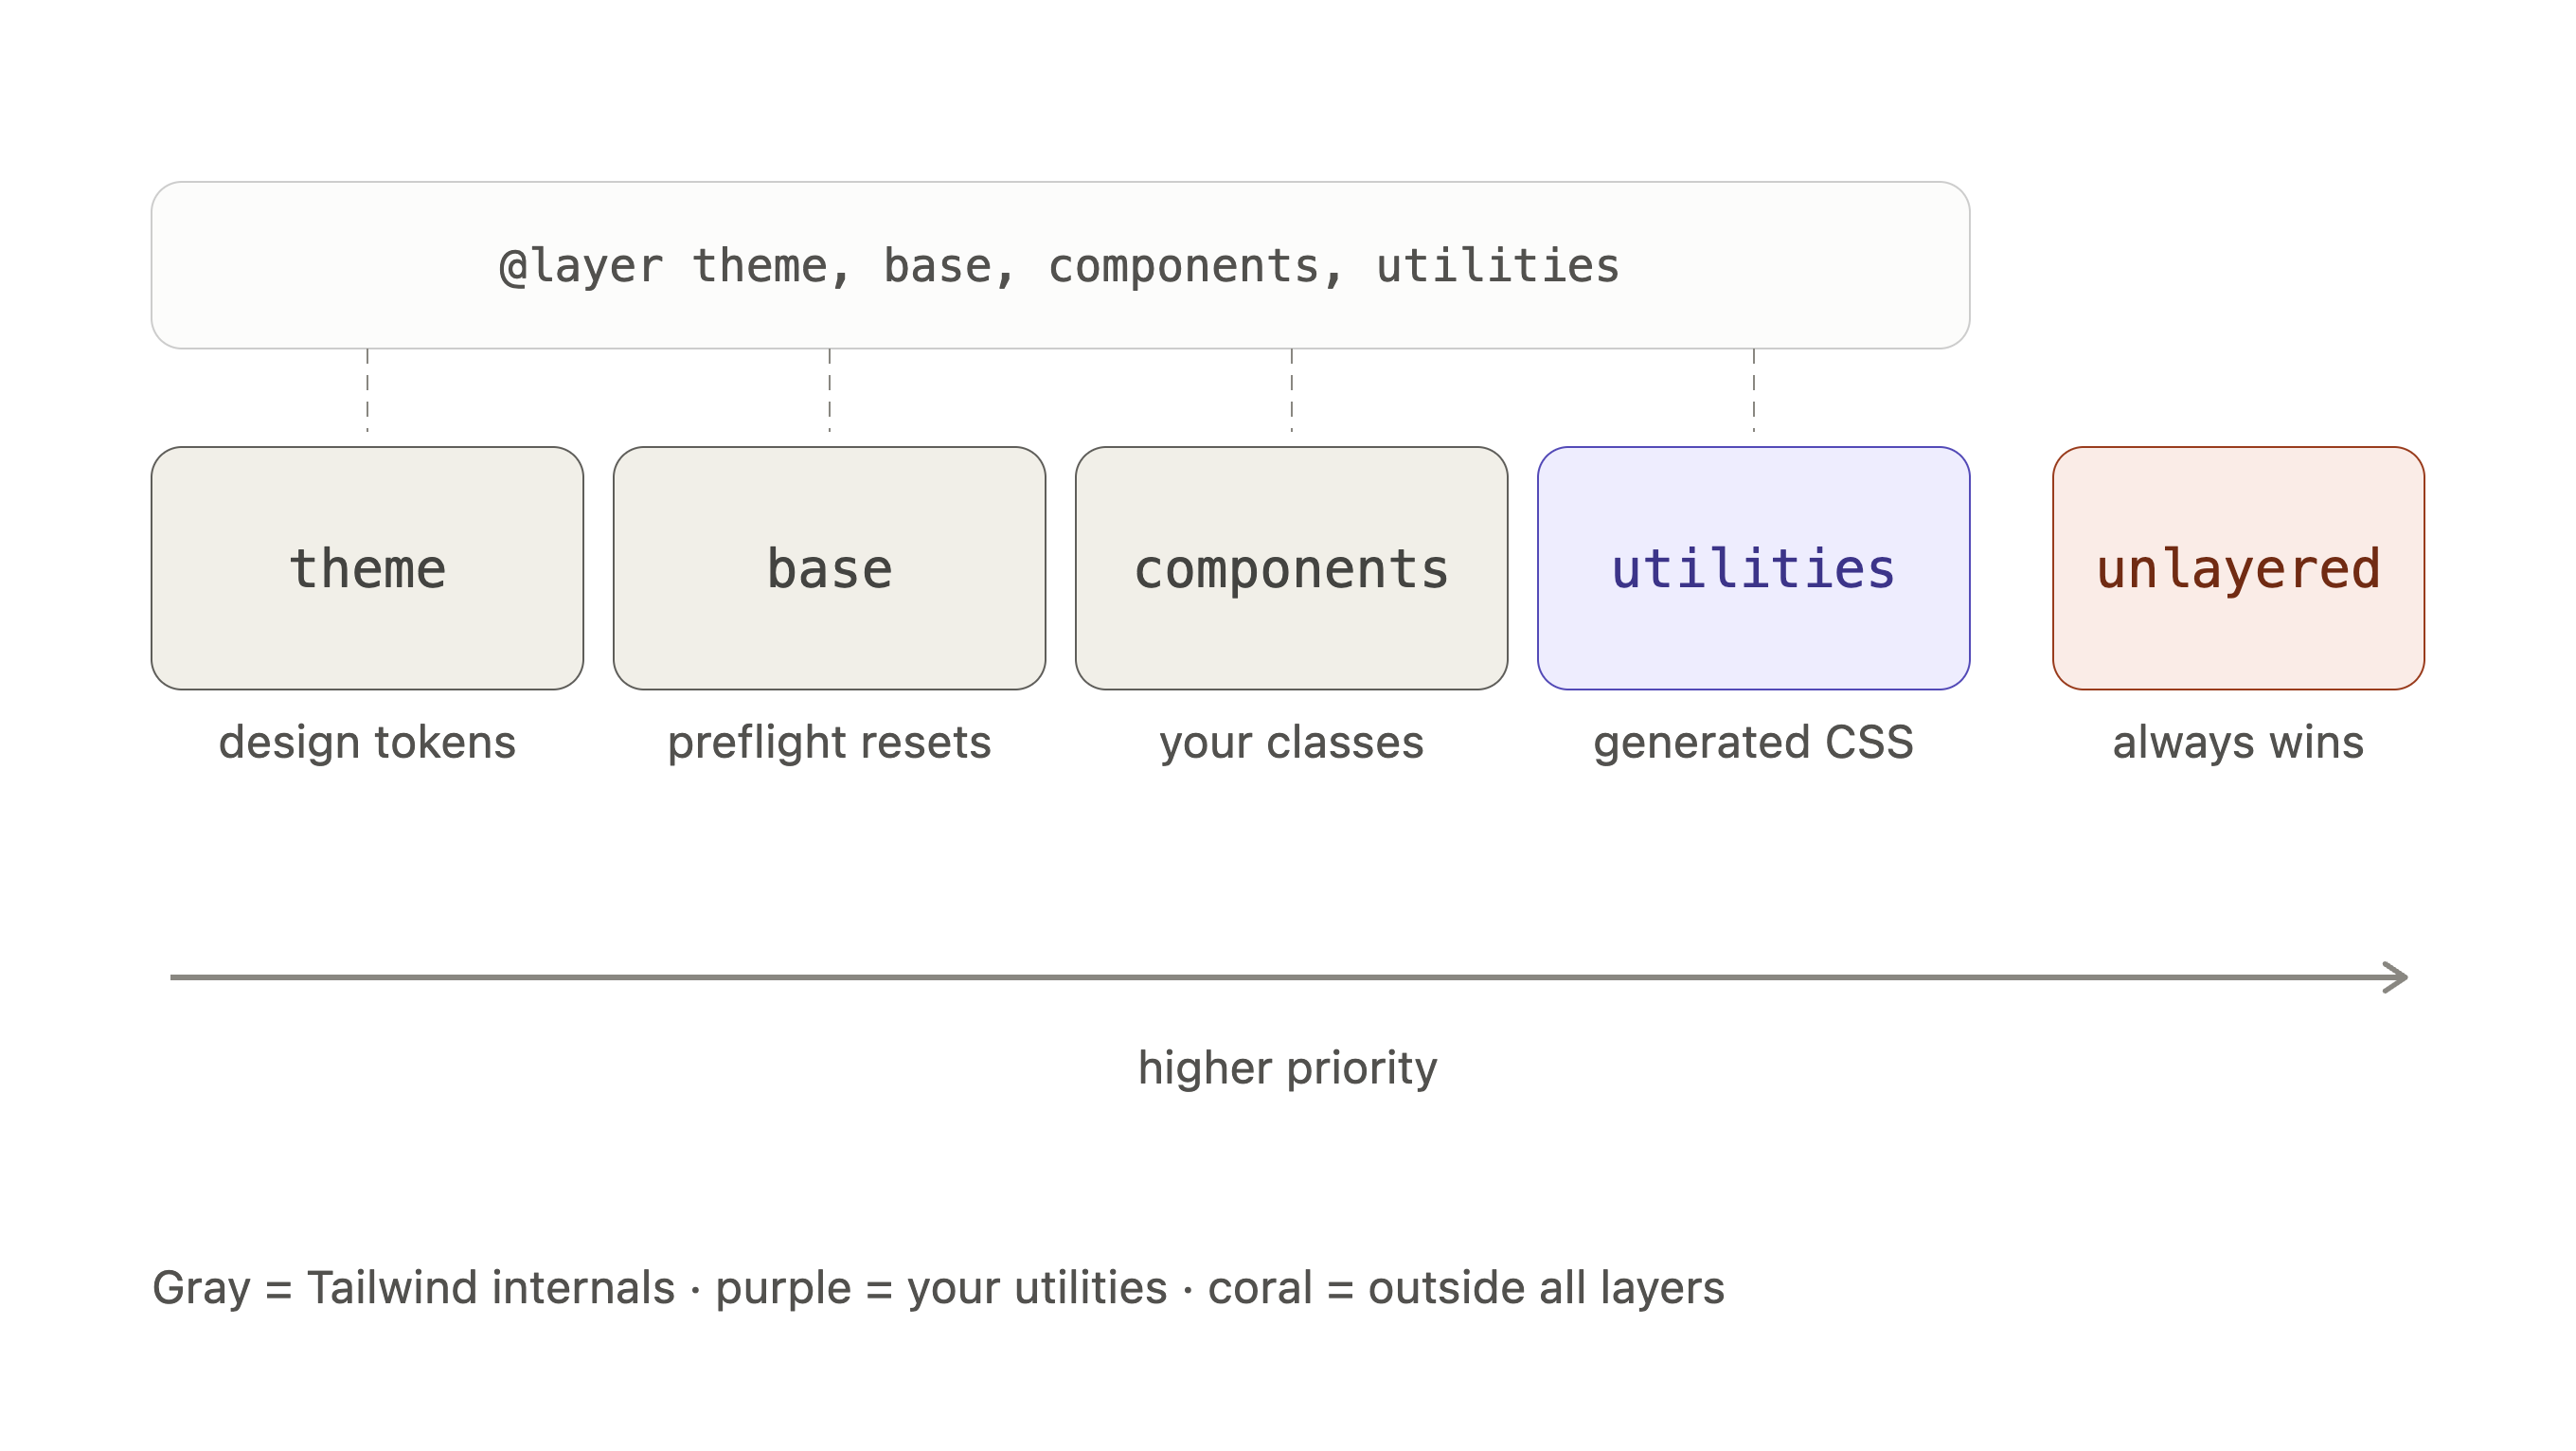 @layer theme, base, components, utilities
theme
base
components
utilities
unlayered
design tokens
preflight resets
your classes
generated CSS
always wins
higher priority
Gray = Tailwind internals · purple = your utilities · coral = outside all layers